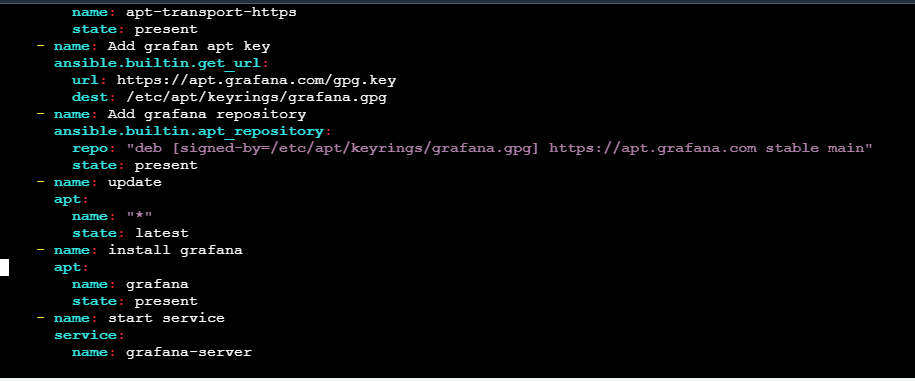 name: apt-transport-https
state: present
- name: Add grafan apt key
ansible.builtin.get_url:
url: https://apt.grafana.com/gpg.key
dest: /etc/apt/keyrings/grafana.gpg
- name: Add grafana repository
ansible.builtin.apt_repository:
repo: "deb [signed-by=/etc/apt/keyrings/grafana.gpg] https://apt.grafana.com stable main"
state: present
- name: update
apt:
name: "*"
state: latest
- name: install grafana
apt:
name: grafana
state: present
- name: start service
service:
name: grafana-server